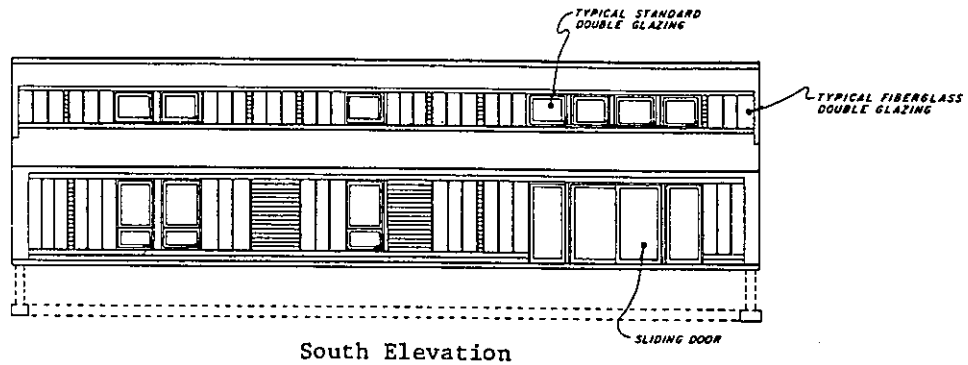 TYPICAL STANDARD
DOUBLE GLAZING
TYPICAL FIBERGLASS
DOUBLE GLAZING
SLIDING DOOR
South Elevation